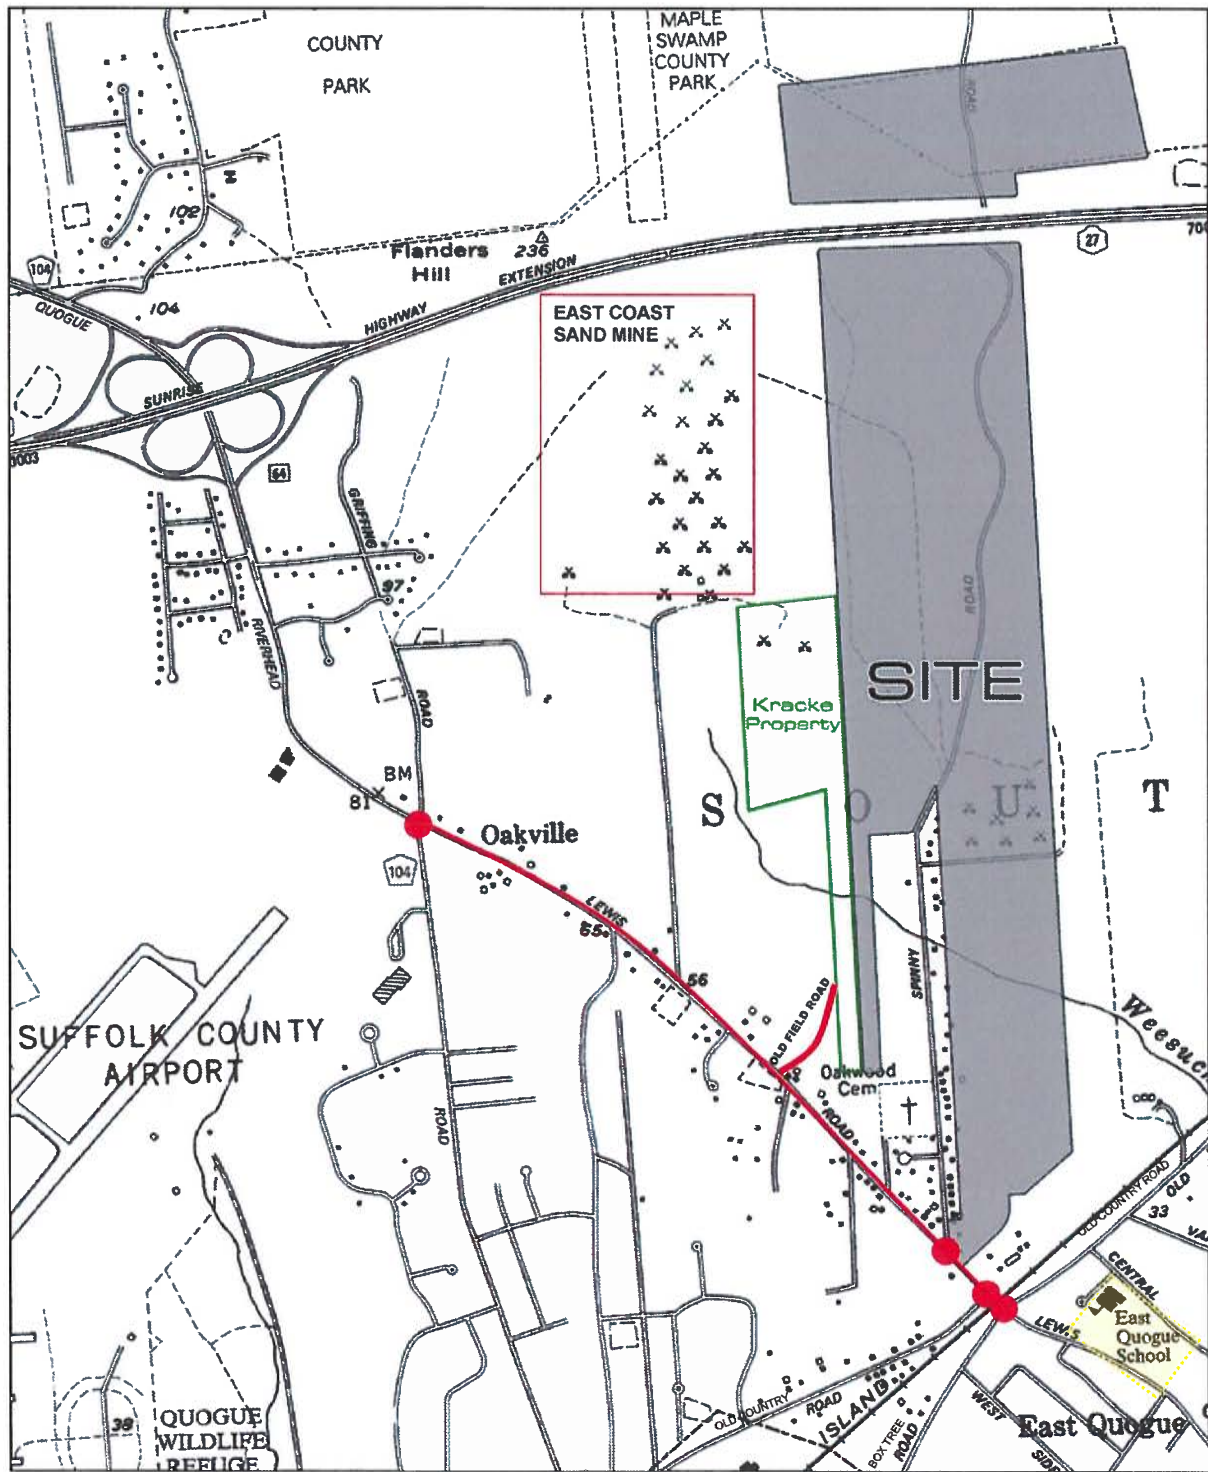 COUNTY
PARK
MAPLE
SWAMP
COUNTY
PARK
ROAD
102
Flanders
Hill
236
27
104
QUOGUE
104
HIGHWAY
EXTENSION
SUNRISE
EAST COAST
SAND MINE
64
GRIFFING
97
RIVERHEAD
ROAD
ROAD
SITE
Kracke
Property
BM
81
S O U T
Oakville
104
LEWIS
65
56
SPINNY
OLD FIELD ROAD
SUFFOLK COUNTY
AIRPORT
Oakwood
Cem
ROAD
ROAD
OLD COUNTRY ROAD
OLD
33
CENTRAL
LEWIS
East
Quogue
School
38
QUOGUE
WILDLIFE
REFUGE
OLD COUNTRY
ROAD
ISLAND
BOX TREE
ROAD
WEST
SIDE
East Quogue